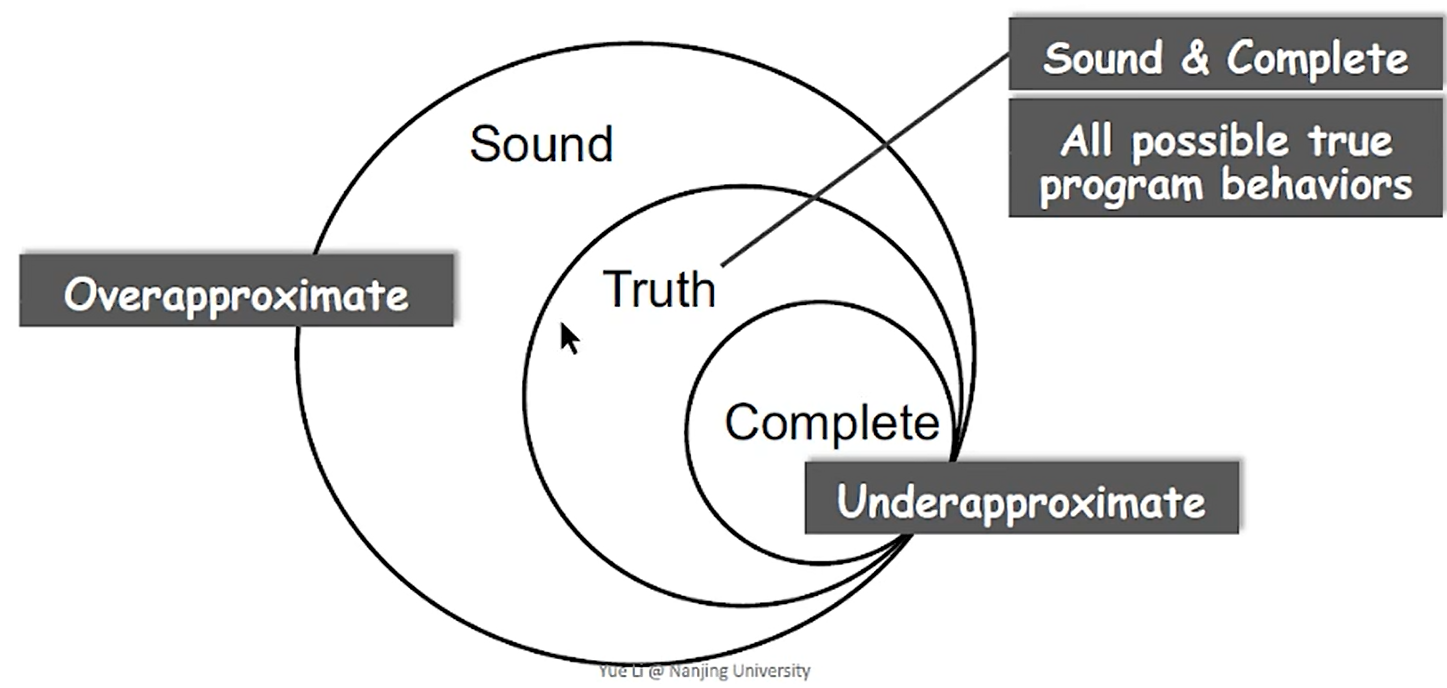 Sound & Complete
All possible true
program behaviors
Sound
Overapproximate
Truth
Complete
Underapproximate
Yue Li @ Nanjing University